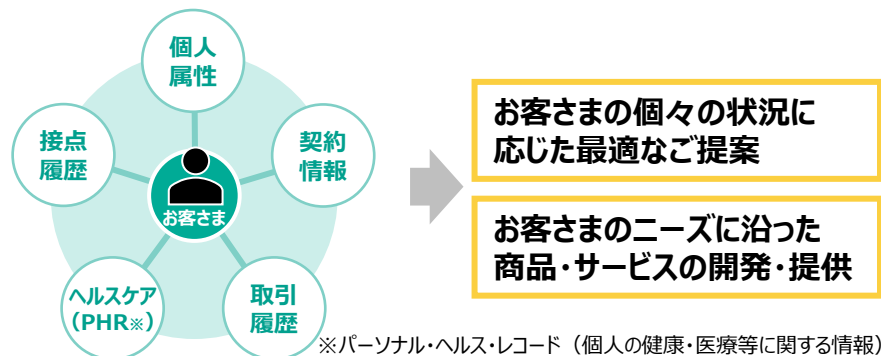 個人
属性
接点
履歴
契約
情報
お客さま
ヘルスケア
（PHR※）
取引
履歴
お客さまの個々の状況に
応じた最適なご提案
お客さまのニーズに沿った
商品・サービスの開発・提供
※パーソナル・ヘルス・レコード（個人の健康・医療等に関する情報）